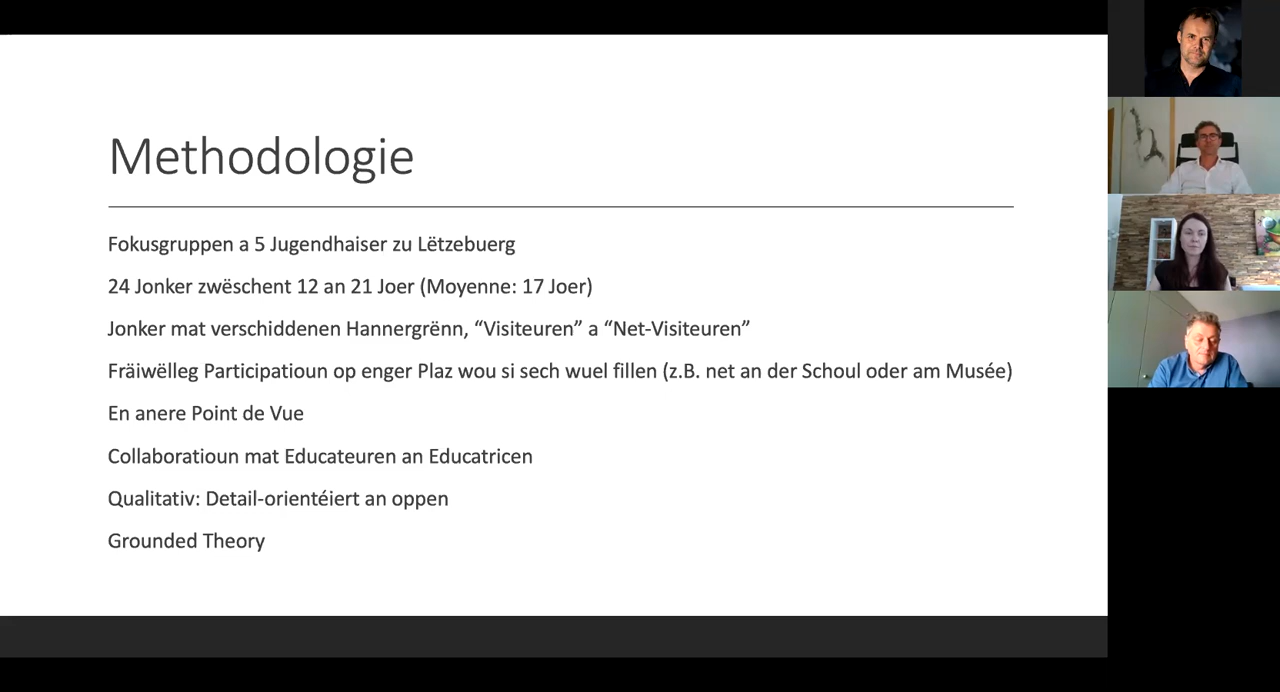 Methodologie
Fokusgruppen a 5 Jugendhaiser zu Lëtzebuerg
24 Jonker zwëschent 12 an 21 Joer (Moyenne: 17 Joer)
Jonker mat verschiddenen Hannergrënn, “Visiteuren” a “Net-Visiteuren”
Fräiwëlleg Participatioun op enger Plaz wou si sech wuel fillen (z.B. net an der Schoul oder am Musée)
En anere Point de Vue
Collaboratioun mat Educateuren an Educatricen
Qualitativ: Detail-orientéiert an oppen
Grounded Theory